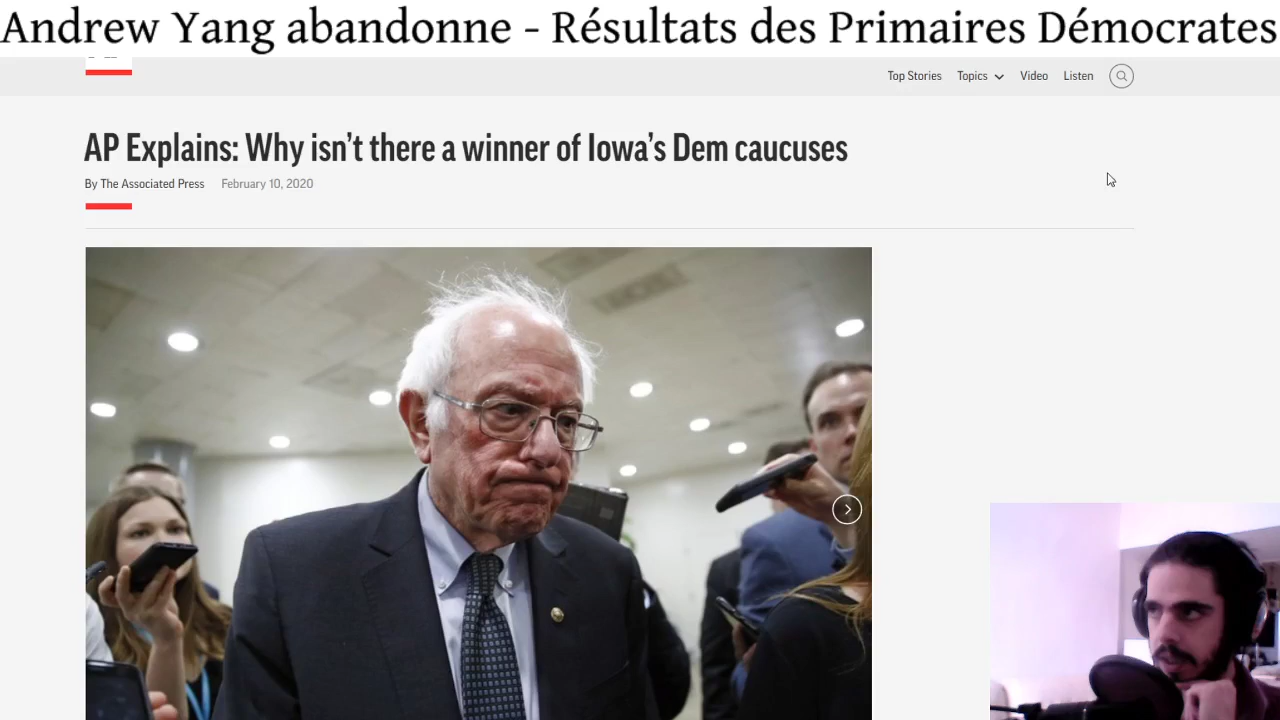 Andrew Yang abandonne - Résultats des Primaires Démocrates
Top Stories Topics Video Listen
AP Explains: Why isn't there a winner of Iowa's Dem caucuses
By The Associated Press February 10, 2020